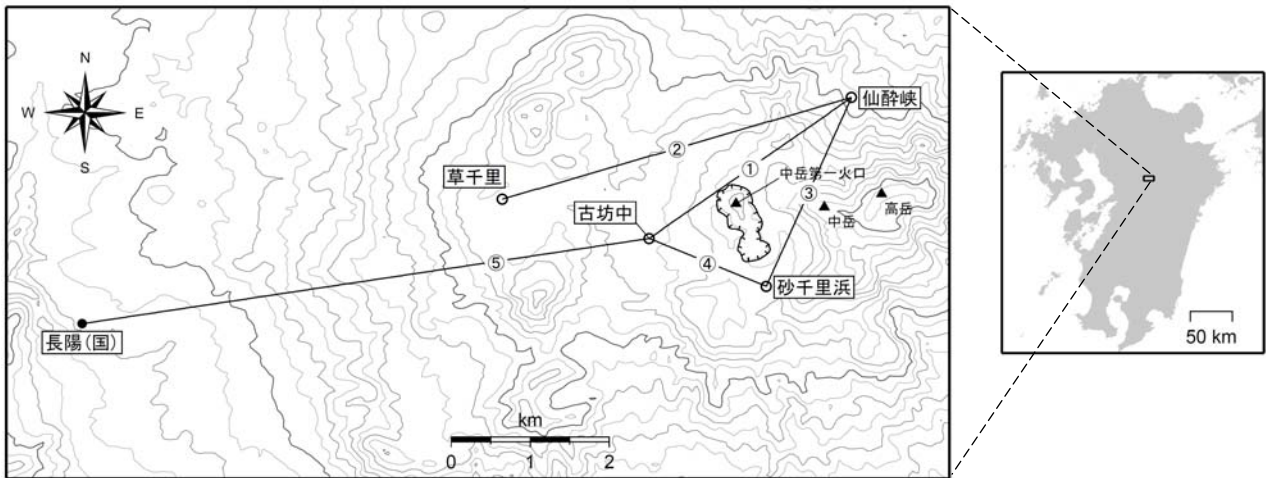 N
W
E
S
仙酔峡
②
草千里
①
中岳第一火口
③
古坊中
中岳
高岳
⑤
④
砂千里浜
長陽(国)
km
0
1
2
50 km